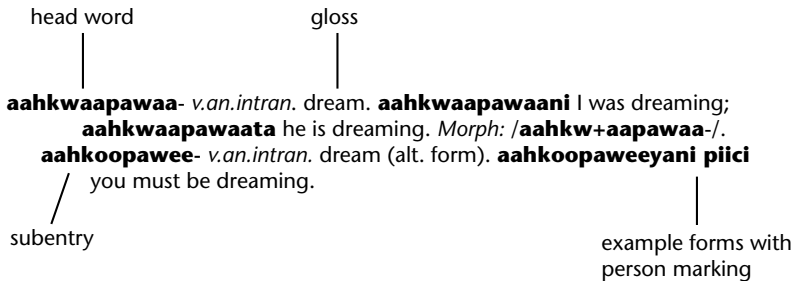 head word gloss
aahkwaapawaa- v.an.intran. dream. aahkwaapawaani I was dreaming;
aahkwaapawaata he is dreaming. Morph: /aahkw+aapawaa-/.
aahkoopawee- v.an.intran. dream (alt. form). aahkoopaweeyani piici
you must be dreaming.
subentry
example forms with
person marking